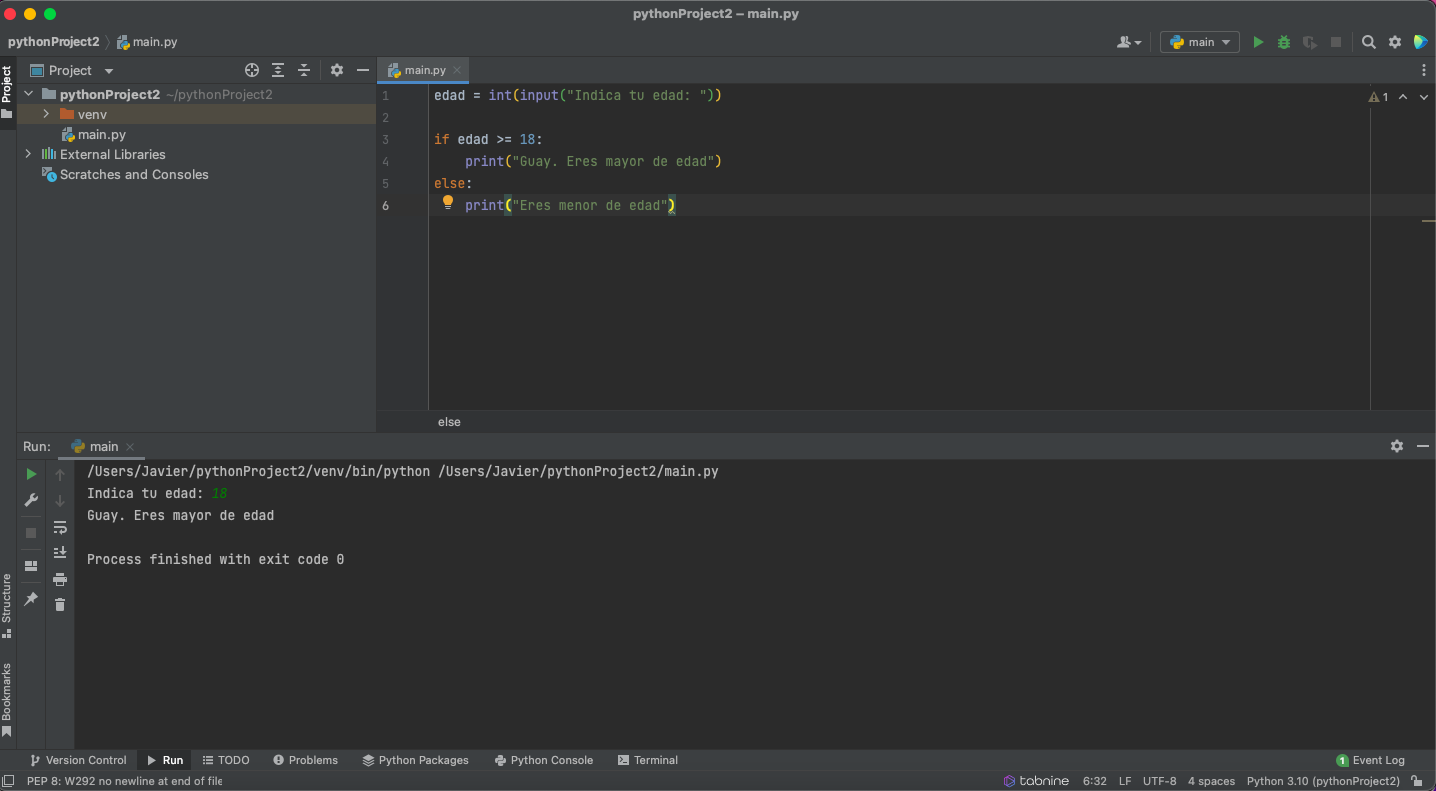 pythonProject2 – main.py
pythonProject2 main.py
main
Project
Project
main.py
pythonProject2 ~/pythonProject2
venv
main.py
External Libraries
Scratches and Consoles
1 edad = int(input("Indica tu edad: "))
2
3 if edad >= 18:
4 print("Guay. Eres mayor de edad")
5 else:
6 print("Eres menor de edad")
1
else
Run: main
/Users/Javier/pythonProject2/venv/bin/python /Users/Javier/pythonProject2/main.py
Indica tu edad: 18
Guay. Eres mayor de edad
Process finished with exit code 0
Structure
Bookmarks
Version Control Run TODO Problems Python Packages Python Console Terminal 1 Event Log
PEP 8: W292 no newline at end of file tabnine 6:32 LF UTF-8 4 spaces Python 3.10 (pythonProject2)